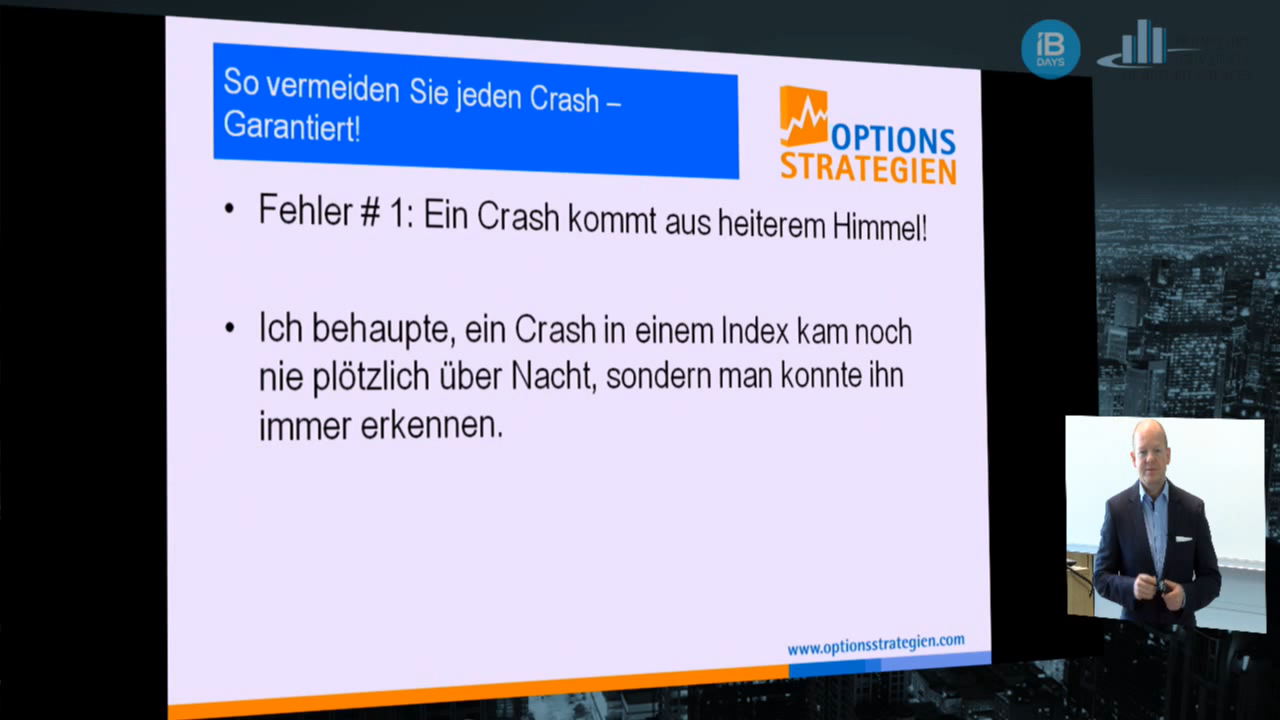 iB
DAYS
So vermeiden Sie jeden Crash –
Garantiert!
OPTIONS
STRATEGIEN
• Fehler # 1: Ein Crash kommt aus heiterem Himmel!
• Ich behaupte, ein Crash in einem Index kam noch
nie plötzlich über Nacht, sondern man konnte ihn
immer erkennen.
www.optionsstrategien.com